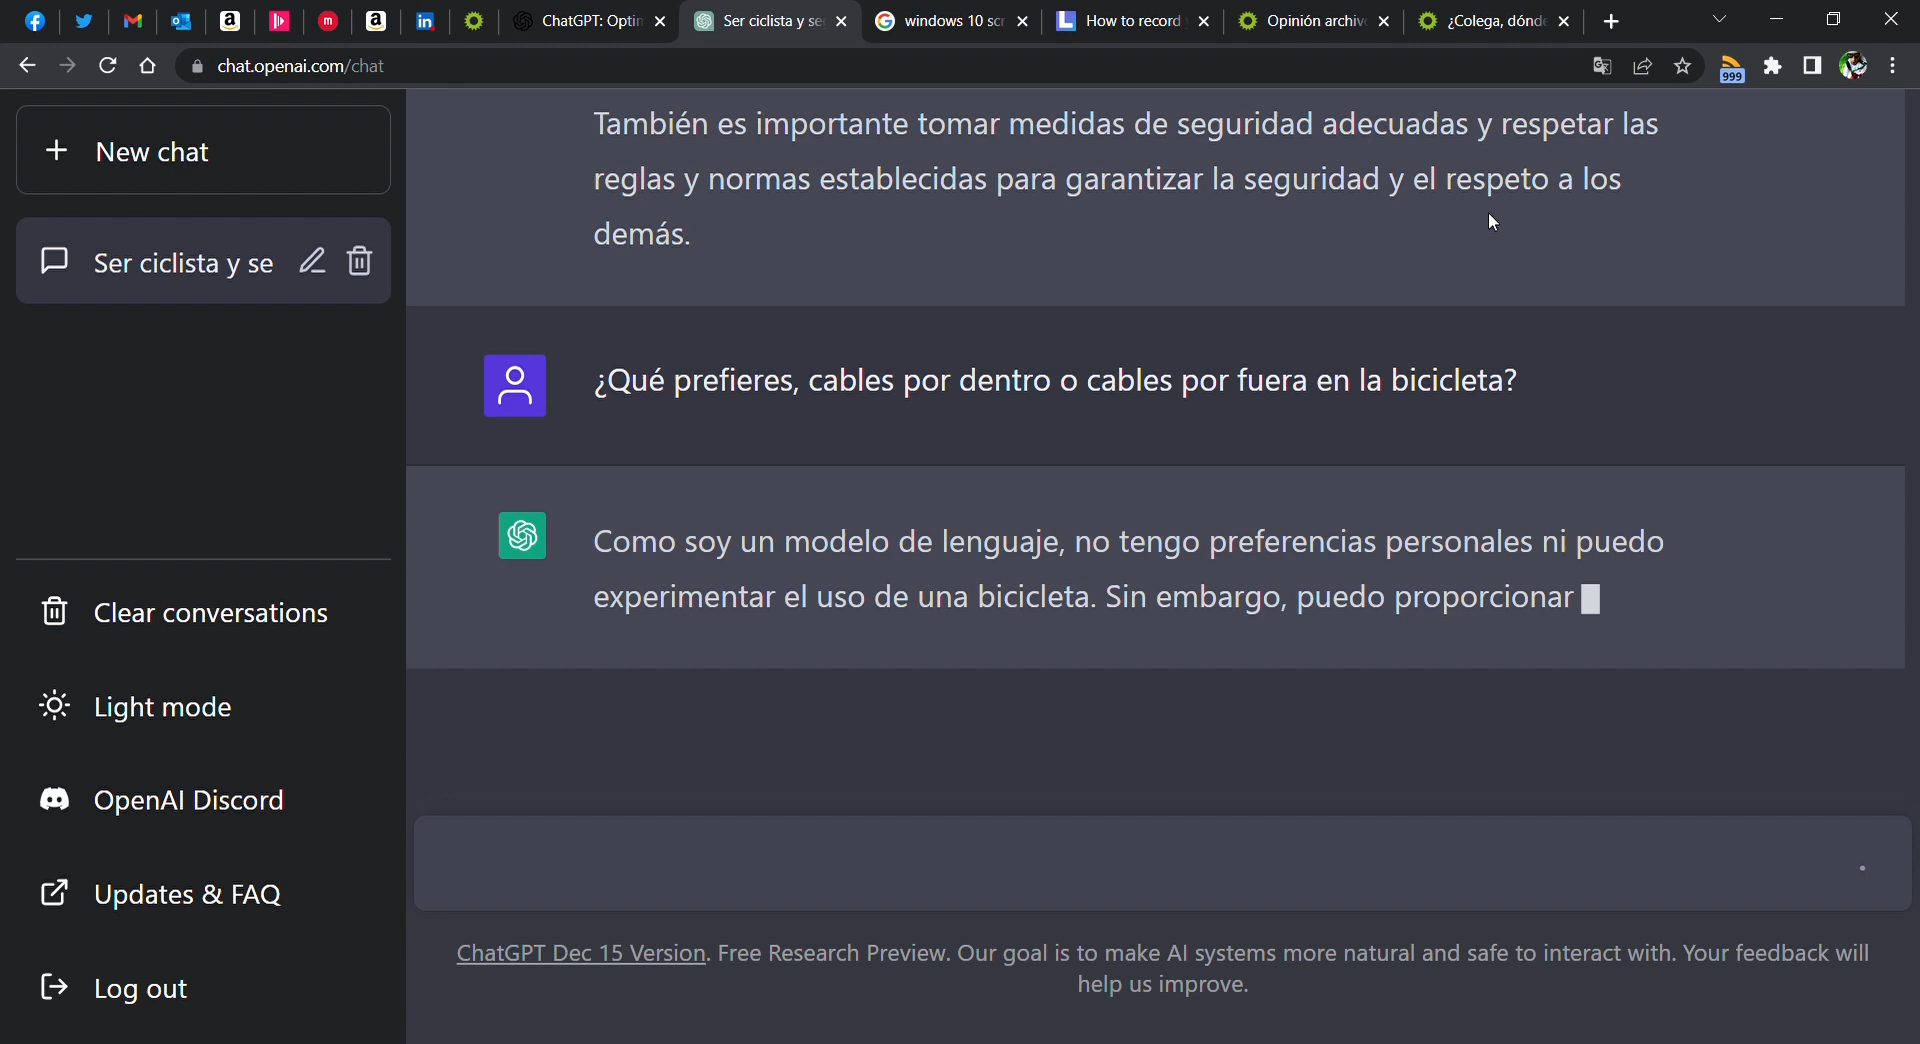 ChatGPT: Optin
Ser ciclista y se
windows 10 scr
How to record
Opinión archiv
¿Colega, dónde
chat.openai.com/chat
999
New chat
Ser ciclista y se
Clear conversations
Light mode
OpenAI Discord
Updates & FAQ
Log out
También es importante tomar medidas de seguridad adecuadas y respetar las
reglas y normas establecidas para garantizar la seguridad y el respeto a los
demás.
¿Qué prefieres, cables por dentro o cables por fuera en la bicicleta?
Como soy un modelo de lenguaje, no tengo preferencias personales ni puedo
experimentar el uso de una bicicleta. Sin embargo, puedo proporcionar
ChatGPT Dec 15 Version. Free Research Preview. Our goal is to make AI systems more natural and safe to interact with. Your feedback will
help us improve.